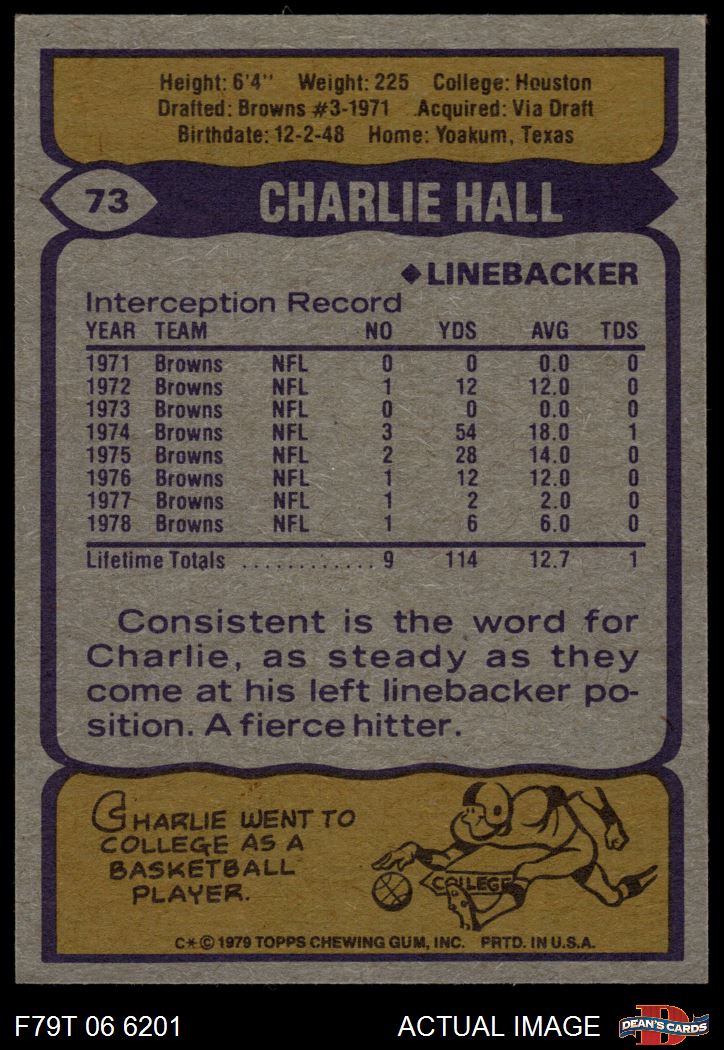 Height: 6'4" Weight: 225 College: Houston
Drafted: Browns #3-1971 Acquired: Via Draft
Birthdate: 12-2-48 Home: Yoakum, Texas
73 CHARLIE HALL
◆LINEBACKER
Interception Record
YEAR TEAM NO YDS AVG TDS
1971 Browns NFL 0 0 0.0 0
1972 Browns NFL 1 12 12.0 0
1973 Browns NFL 0 0 0.0 0
1974 Browns NFL 3 54 18.0 1
1975 Browns NFL 2 28 14.0 0
1976 Browns NFL 1 12 12.0 0
1977 Browns NFL 1 2 2.0 0
1978 Browns NFL 1 6 6.0 0
Lifetime Totals ............ 9 114 12.7 1
Consistent is the word for
Charlie, as steady as they
come at his left linebacker po-
sition. A fierce hitter.
CHARLIE WENT TO
COLLEGE AS A
BASKETBALL
PLAYER.
COLLEGE
C*©1979 TOPPS CHEWING GUM, INC. PRTD. IN U.S.A.
F79T 06 6201 ACTUAL IMAGE D DEAN'S CARDS